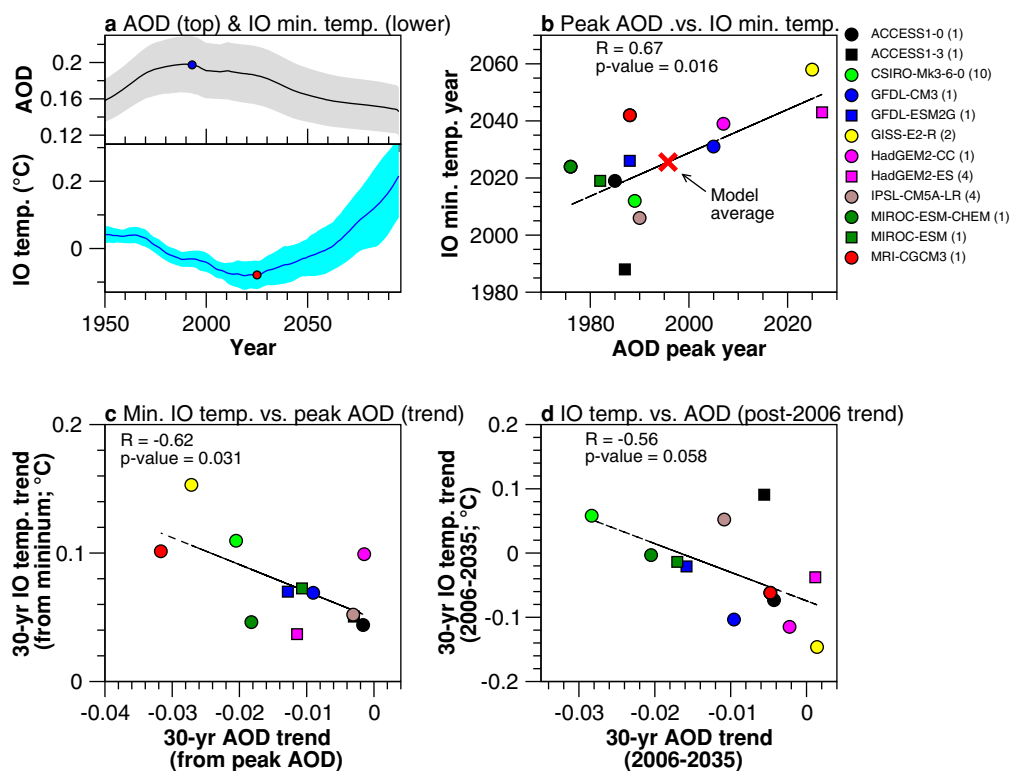 a AOD (top) & IO min. temp. (lower)
AOD
0.2
0.16
0.12
IO temp. (°C)
0.2
0
1950
2000
2050
Year
b Peak AOD .vs. IO min. temp.
R = 0.67
p-value = 0.016
IO min. temp. year
2060
2040
2020
2000
1980
Model
average
1980
2000
2020
AOD peak year
ACCESS1-0 (1)
ACCESS1-3 (1)
CSIRO-Mk3-6-0 (10)
GFDL-CM3 (1)
GFDL-ESM2G (1)
GISS-E2-R (2)
HadGEM2-CC (1)
HadGEM2-ES (4)
IPSL-CM5A-LR (4)
MIROC-ESM-CHEM (1)
MIROC-ESM (1)
MRI-CGCM3 (1)
c Min. IO temp. vs. peak AOD (trend)
R = -0.62
p-value = 0.031
30-yr IO temp. trend
(from mininum; °C)
0.2
0.1
0
-0.04
-0.03
-0.02
-0.01
0
30-yr AOD trend
(from peak AOD)
d IO temp. vs. AOD (post-2006 trend)
R = -0.56
p-value = 0.058
30-yr IO temp. trend
(2006-2035; °C)
0.2
0.1
0
-0.1
-0.2
-0.03
-0.02
-0.01
0
30-yr AOD trend
(2006-2035)